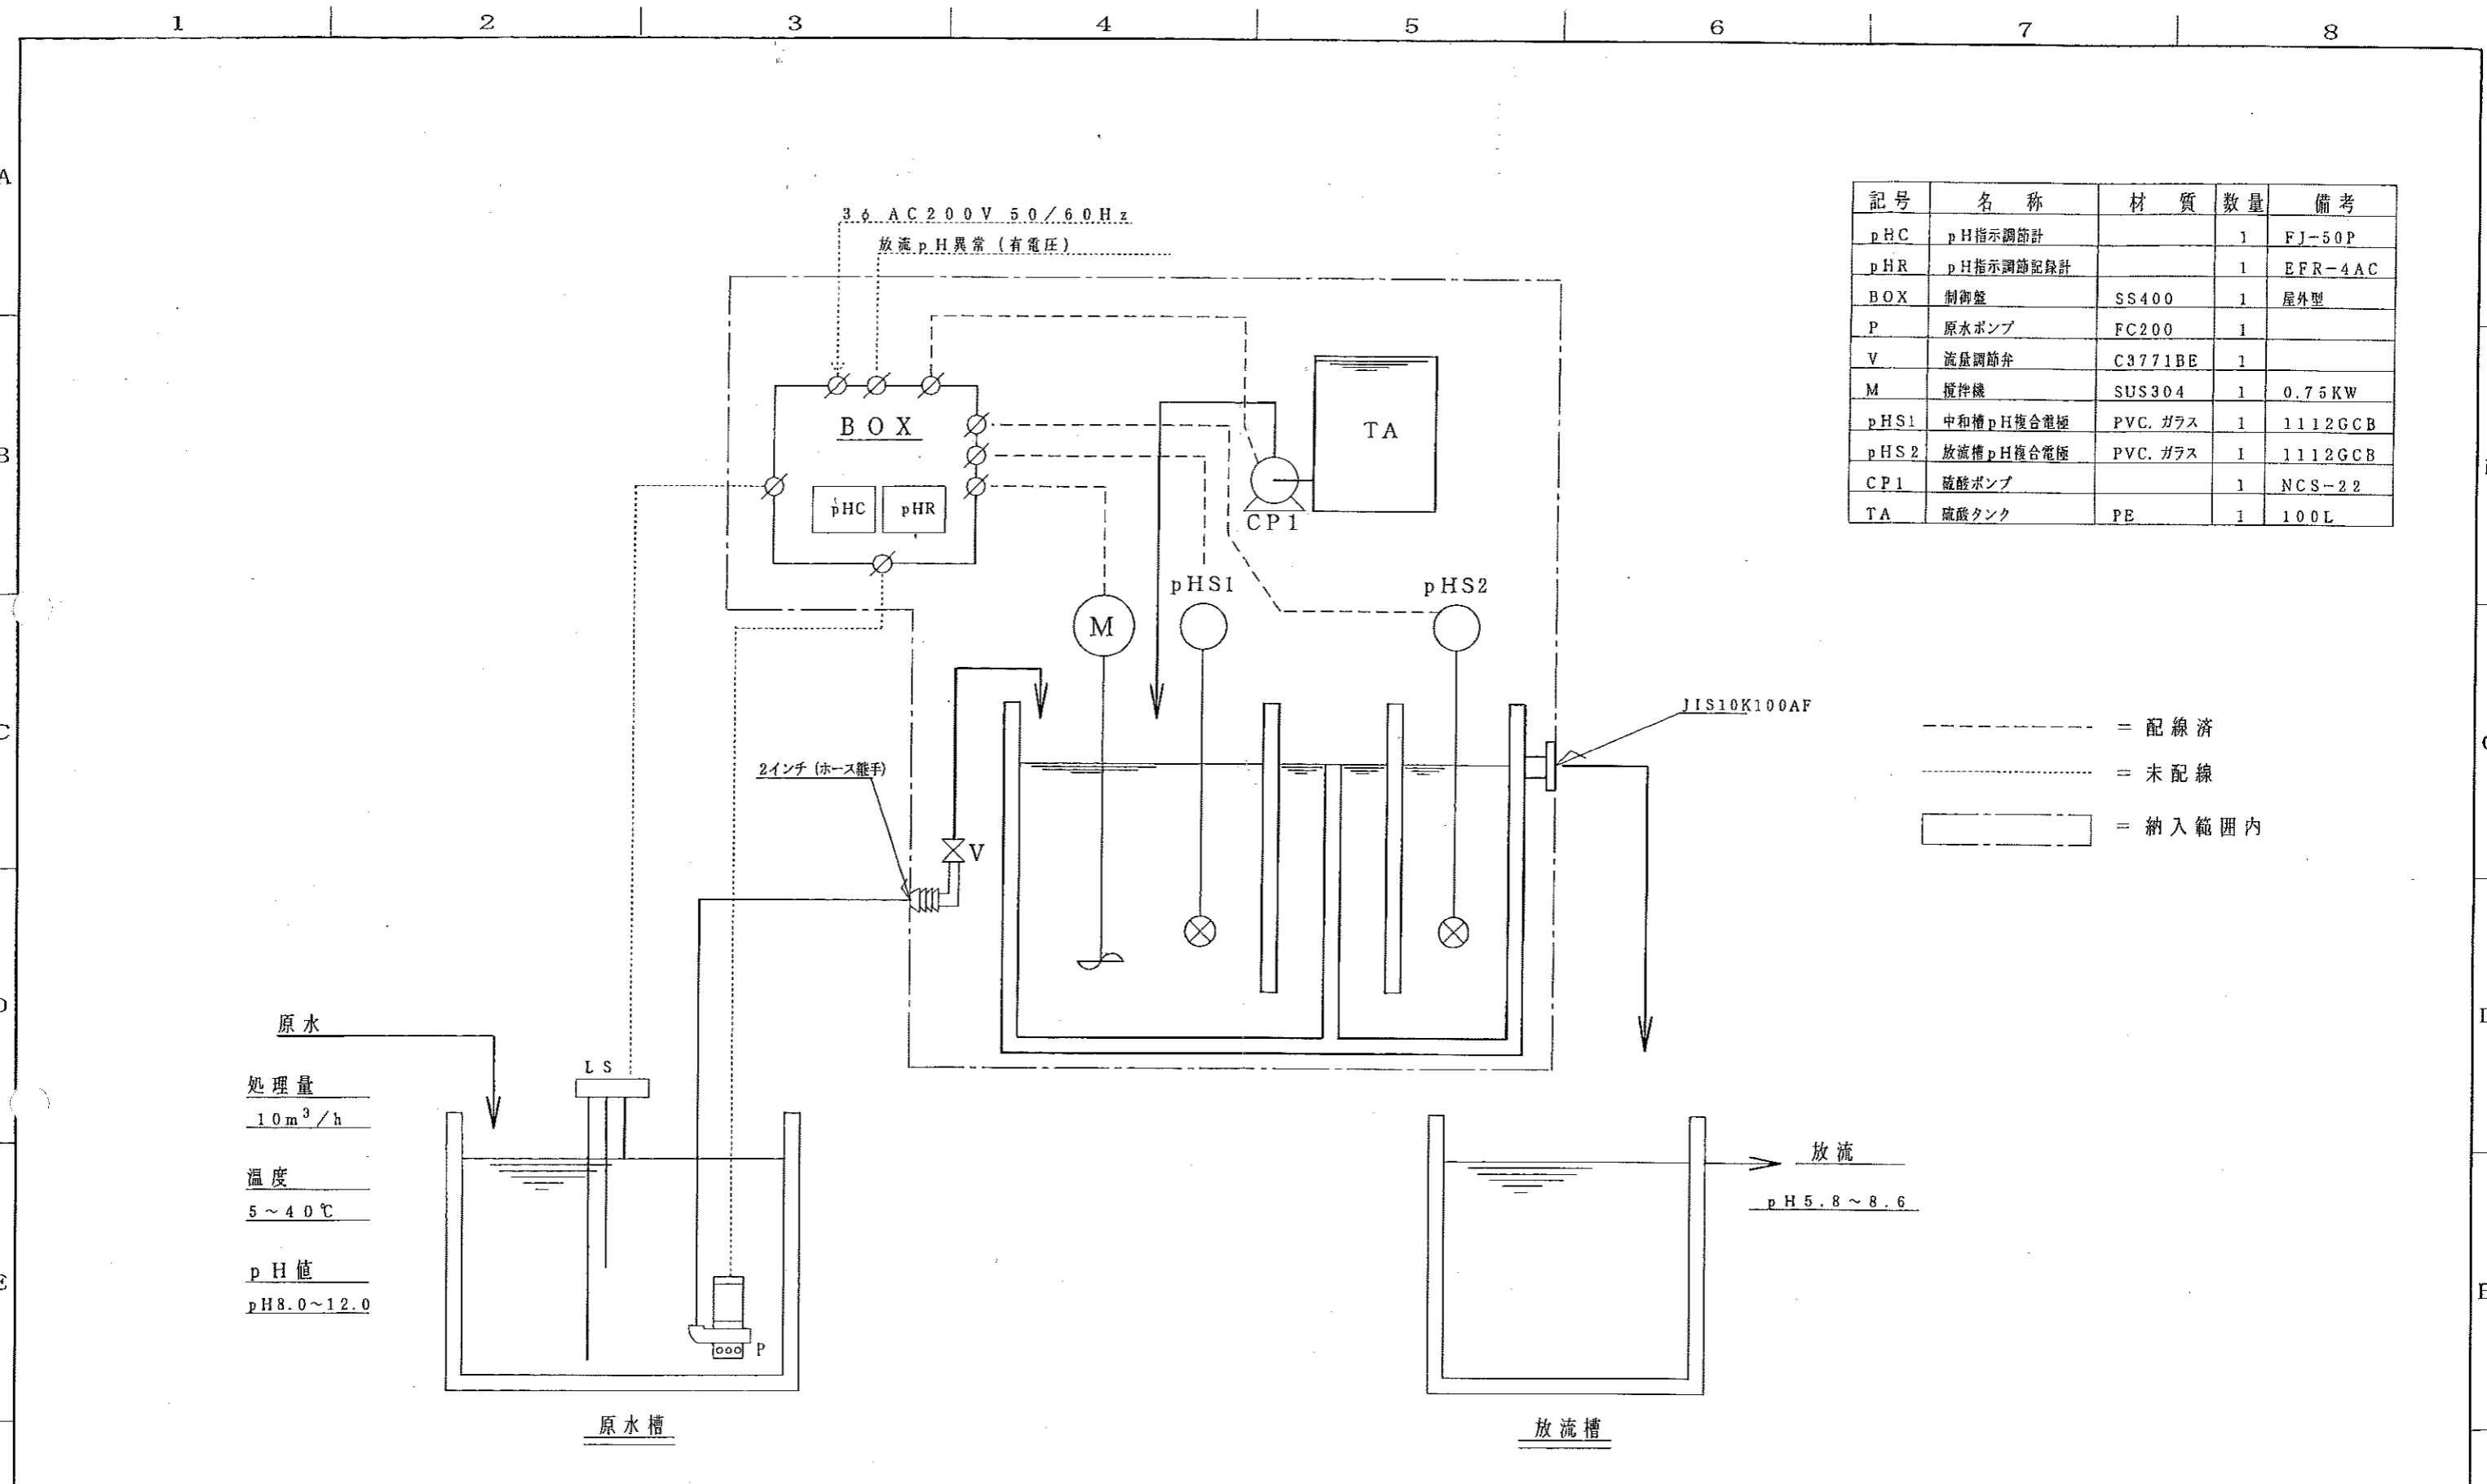 1 2 3 4 5 6 7 8
A
B
C
D
E
C
D
E
3φ AC200V 50/60Hz
放流pH異常(有電圧)
BOX
pHC
pHR
TA
CP1
M
pHS1
pHS2
V
2インチ(ホース継手)
JIS10K100AF
記号 名称 材質 数量 備考
pHC pH指示調節計 1 FJ-50P
pHR pH指示調節記録計 1 EFR-4AC
BOX 制御盤 SS400 1 屋外型
P 原水ポンプ FC200 1
V 流量調節弁 C3771BE 1
M 攪拌機 SUS304 1 0.75KW
pHS1 中和槽pH複合電極 PVC.ガラス 1 1112GCB
pHS2 放流槽pH複合電極 PVC.ガラス 1 1112GCB
CP1 硫酸ポンプ 1 NCS-22
TA 硫酸タンク PE 1 100L
= 配線済
= 未配線
= 納入範囲内
原水
処理量
10m³/h
温度
5~40℃
pH値
pH8.0~12.0
LS
P
原水槽
放流
pH5.8~8.6
放流槽